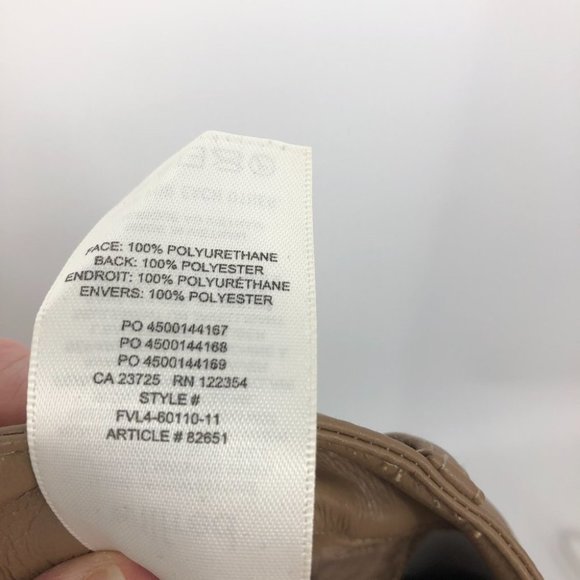 FACE: 100% POLYURETHANE
BACK: 100% POLYESTER
ENDROIT: 100% POLYURÉTHANE
ENVERS: 100% POLYESTER
PO 4500144167
PO 4500144168
PO 4500144169
CA 23725 RN 122354
STYLE #
FVL4-60110-11
ARTICLE # 82651